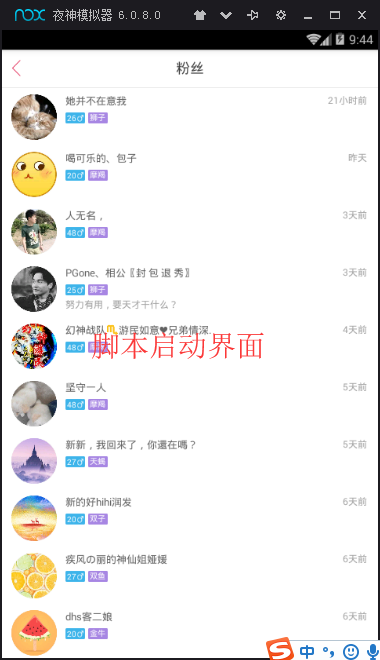 nox 夜神模拟器 6.0.8.0
9:44
粉丝
她并不在意我 21小时前
26♂ 狮子
喝可乐的、包子 昨天
20♂ 摩羯
人无名， 3天前
48♂ 摩羯
PGone、相公〖封 包 退 秀〗 3天前
25♂ 狮子
努力有用，要天才干什么？
幻神战队♏游民如意♥兄弟情深. 4天前
48♂
脚本启动界面
坚守一人 5天前
48♂ 摩羯
新新，我回来了，你還在嗎？ 5天前
27♂ 天蝎
新的好hihi润发 6天前
20♂ 双子
疾风の丽的神仙姐娅媛 6天前
27♂ 双鱼
dhs客二娘 6天前
20♂ 金牛
S 中 °，